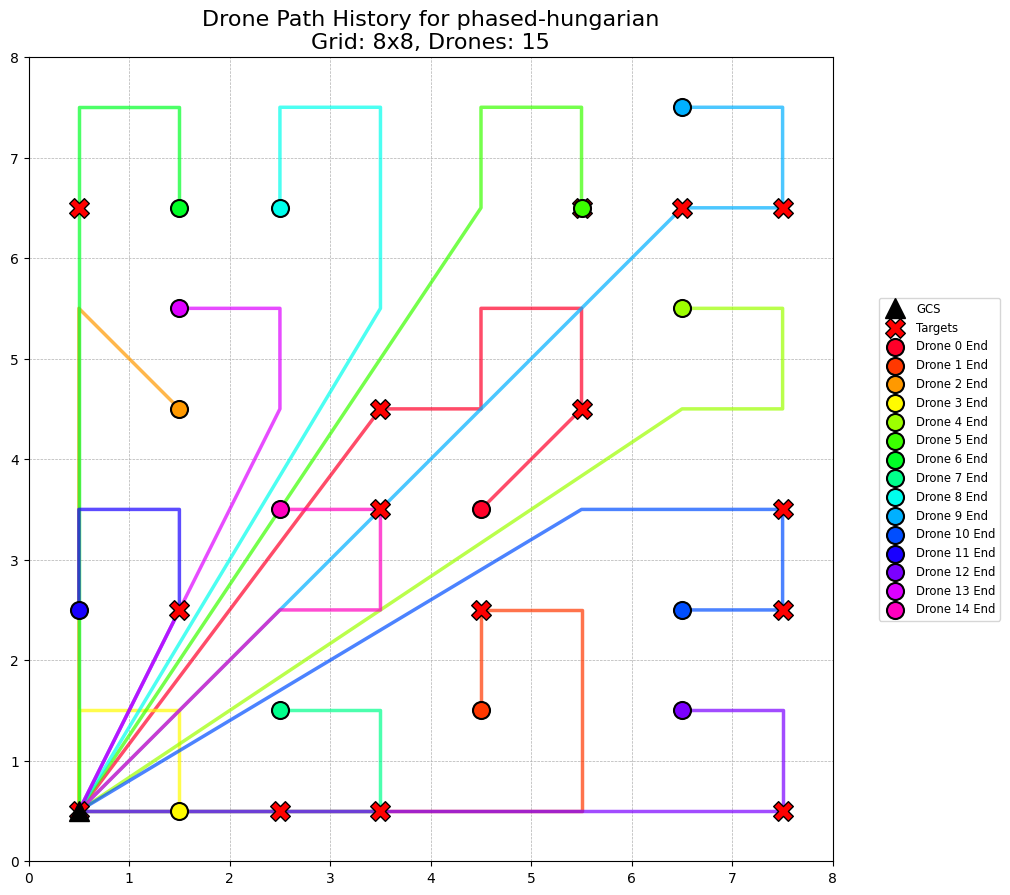 Drone Path History for phased-hungarian
Grid: 8x8, Drones: 15
8
7
6
5
4
3
2
1
0
0 1 2 3 4 5 6 7 8
GCS
Targets
Drone 0 End
Drone 1 End
Drone 2 End
Drone 3 End
Drone 4 End
Drone 5 End
Drone 6 End
Drone 7 End
Drone 8 End
Drone 9 End
Drone 10 End
Drone 11 End
Drone 12 End
Drone 13 End
Drone 14 End